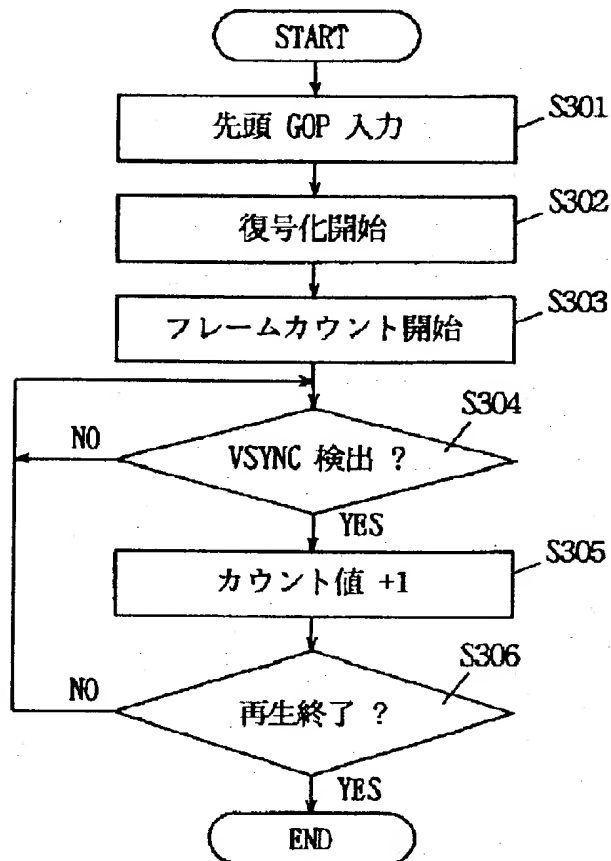 START
先頭 GOP 入力
S301
復号化開始
S302
フレームカウント開始
S303
VSYNC 検出 ?
S304
NO
YES
カウント値 +1
S305
再生終了 ?
S306
NO
YES
END